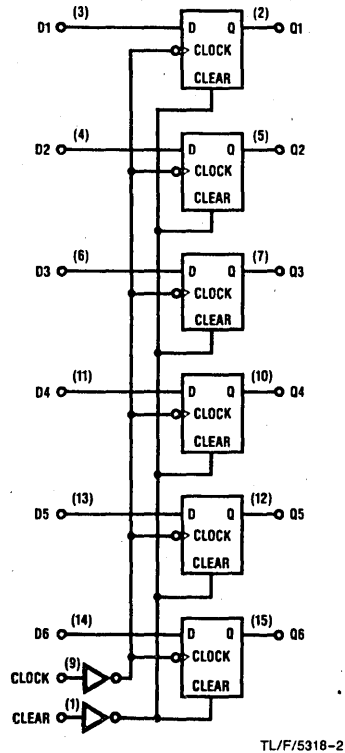 D1 (3) D Q (2) Q1
CLOCK
CLEAR
D2 (4) D Q (5) Q2
CLOCK
CLEAR
D3 (6) D Q (7) Q3
CLOCK
CLEAR
D4 (11) D Q (10) Q4
CLOCK
CLEAR
D5 (13) D Q (12) Q5
CLOCK
CLEAR
D6 (14) D Q (15) Q6
CLOCK (9) CLOCK
CLEAR
CLEAR (1)
TL/F/5318-2